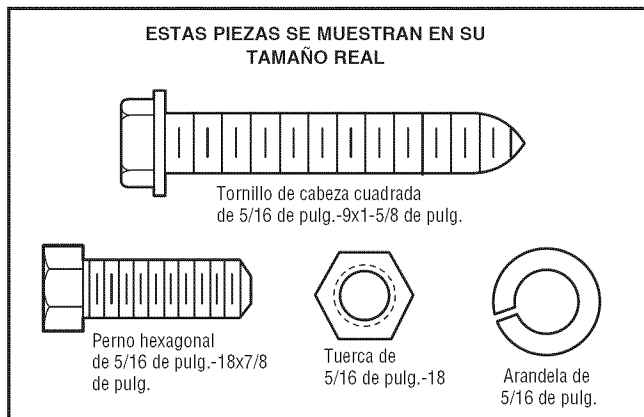 ESTAS PIEZAS SE MUESTRAN EN SU
TAMAÑO REAL
Tornillo de cabeza cuadrada
de 5/16 de pulg.-9x1-5/8 de pulg.
Perno hexagonal
de 5/16 de pulg.-18x7/8
de pulg.
Tuerca de
5/16 de pulg.-18
Arandela de
5/16 de pulg.